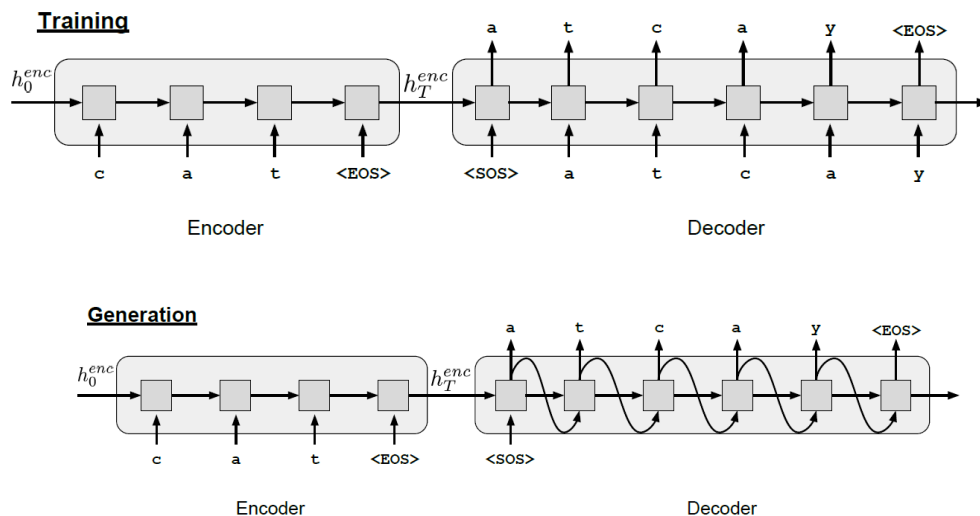 Training
a t c a y <EOS>
h_0^{enc} h_T^{enc}
c a t <EOS> <SOS> a t c a y
Encoder Decoder
Generation
a t c a y <EOS>
h_0^{enc} h_T^{enc}
c a t <EOS> <SOS>
Encoder Decoder